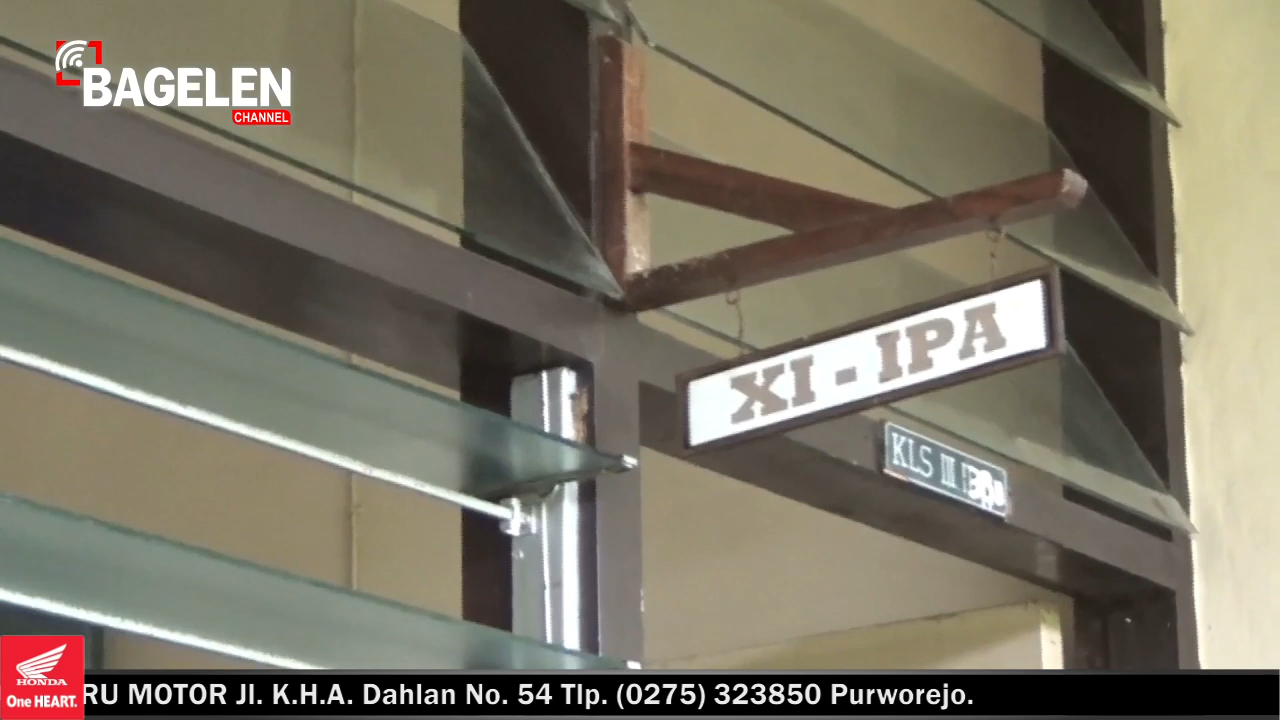 BAGELEN
CHANNEL
XI - IPA
KLS III
HONDA
One HEART.
RU MOTOR Jl. K.H.A. Dahlan No. 54 Tlp. (0275) 323850 Purworejo.